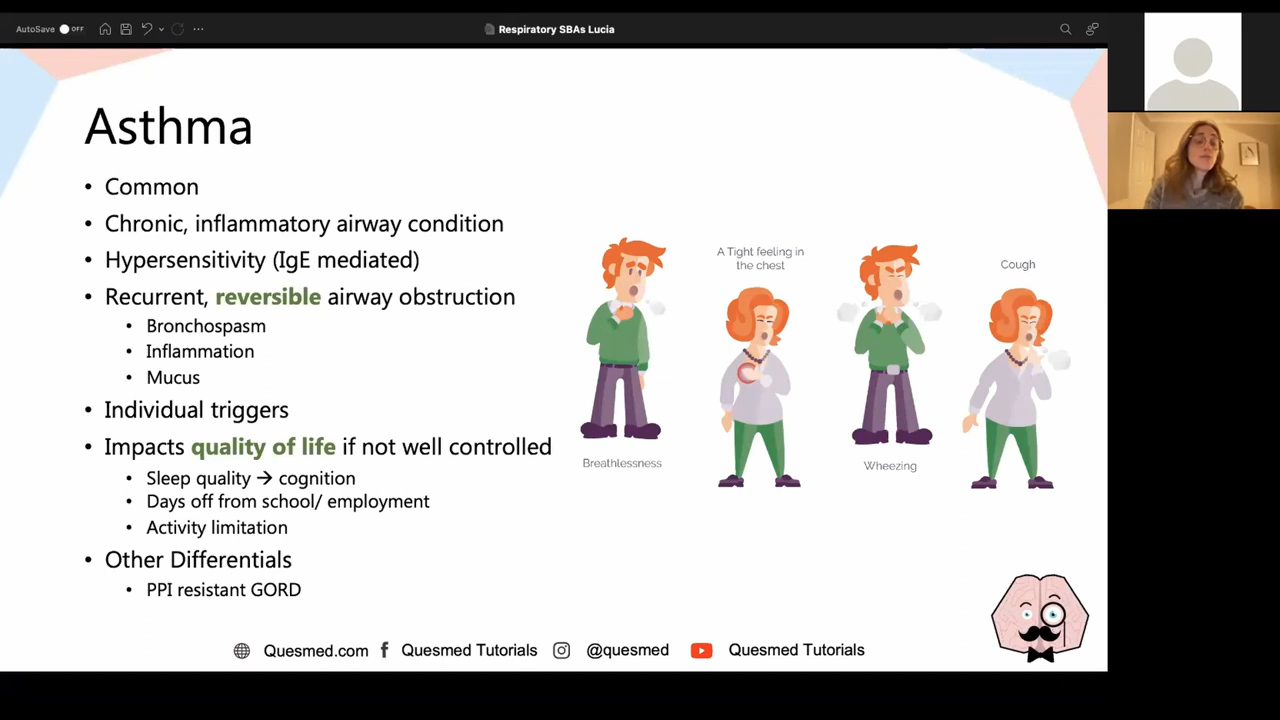 AutoSave OFF
Respiratory SBAs Lucia
Asthma
• Common
• Chronic, inflammatory airway condition
• Hypersensitivity (IgE mediated)
• Recurrent, reversible airway obstruction
• Bronchospasm
• Inflammation
• Mucus
• Individual triggers
• Impacts quality of life if not well controlled
• Sleep quality → cognition
• Days off from school/ employment
• Activity limitation
• Other Differentials
• PPI resistant GORD
Breathlessness
A Tight feeling in
the chest
Wheezing
Cough
Quesmed.com
Quesmed Tutorials
@quesmed
Quesmed Tutorials